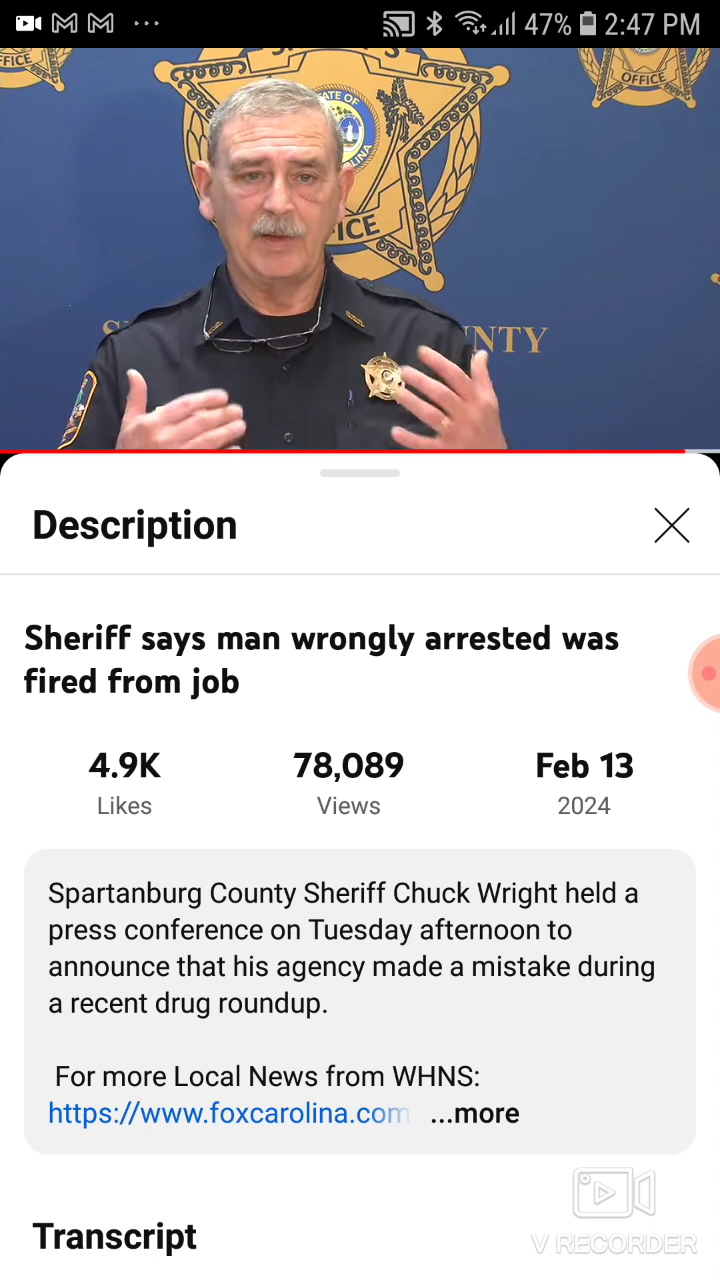 47% 2:47 PM
FFICE
OFFICE
ATE OF
ICE
NTY
Description
Sheriff says man wrongly arrested was
fired from job
4.9K
78,089
Feb 13
Likes
Views
2024
Spartanburg County Sheriff Chuck Wright held a
press conference on Tuesday afternoon to
announce that his agency made a mistake during
a recent drug roundup.
For more Local News from WHNS:
https://www.foxcarolina.com ...more
Transcript
V RECORDER